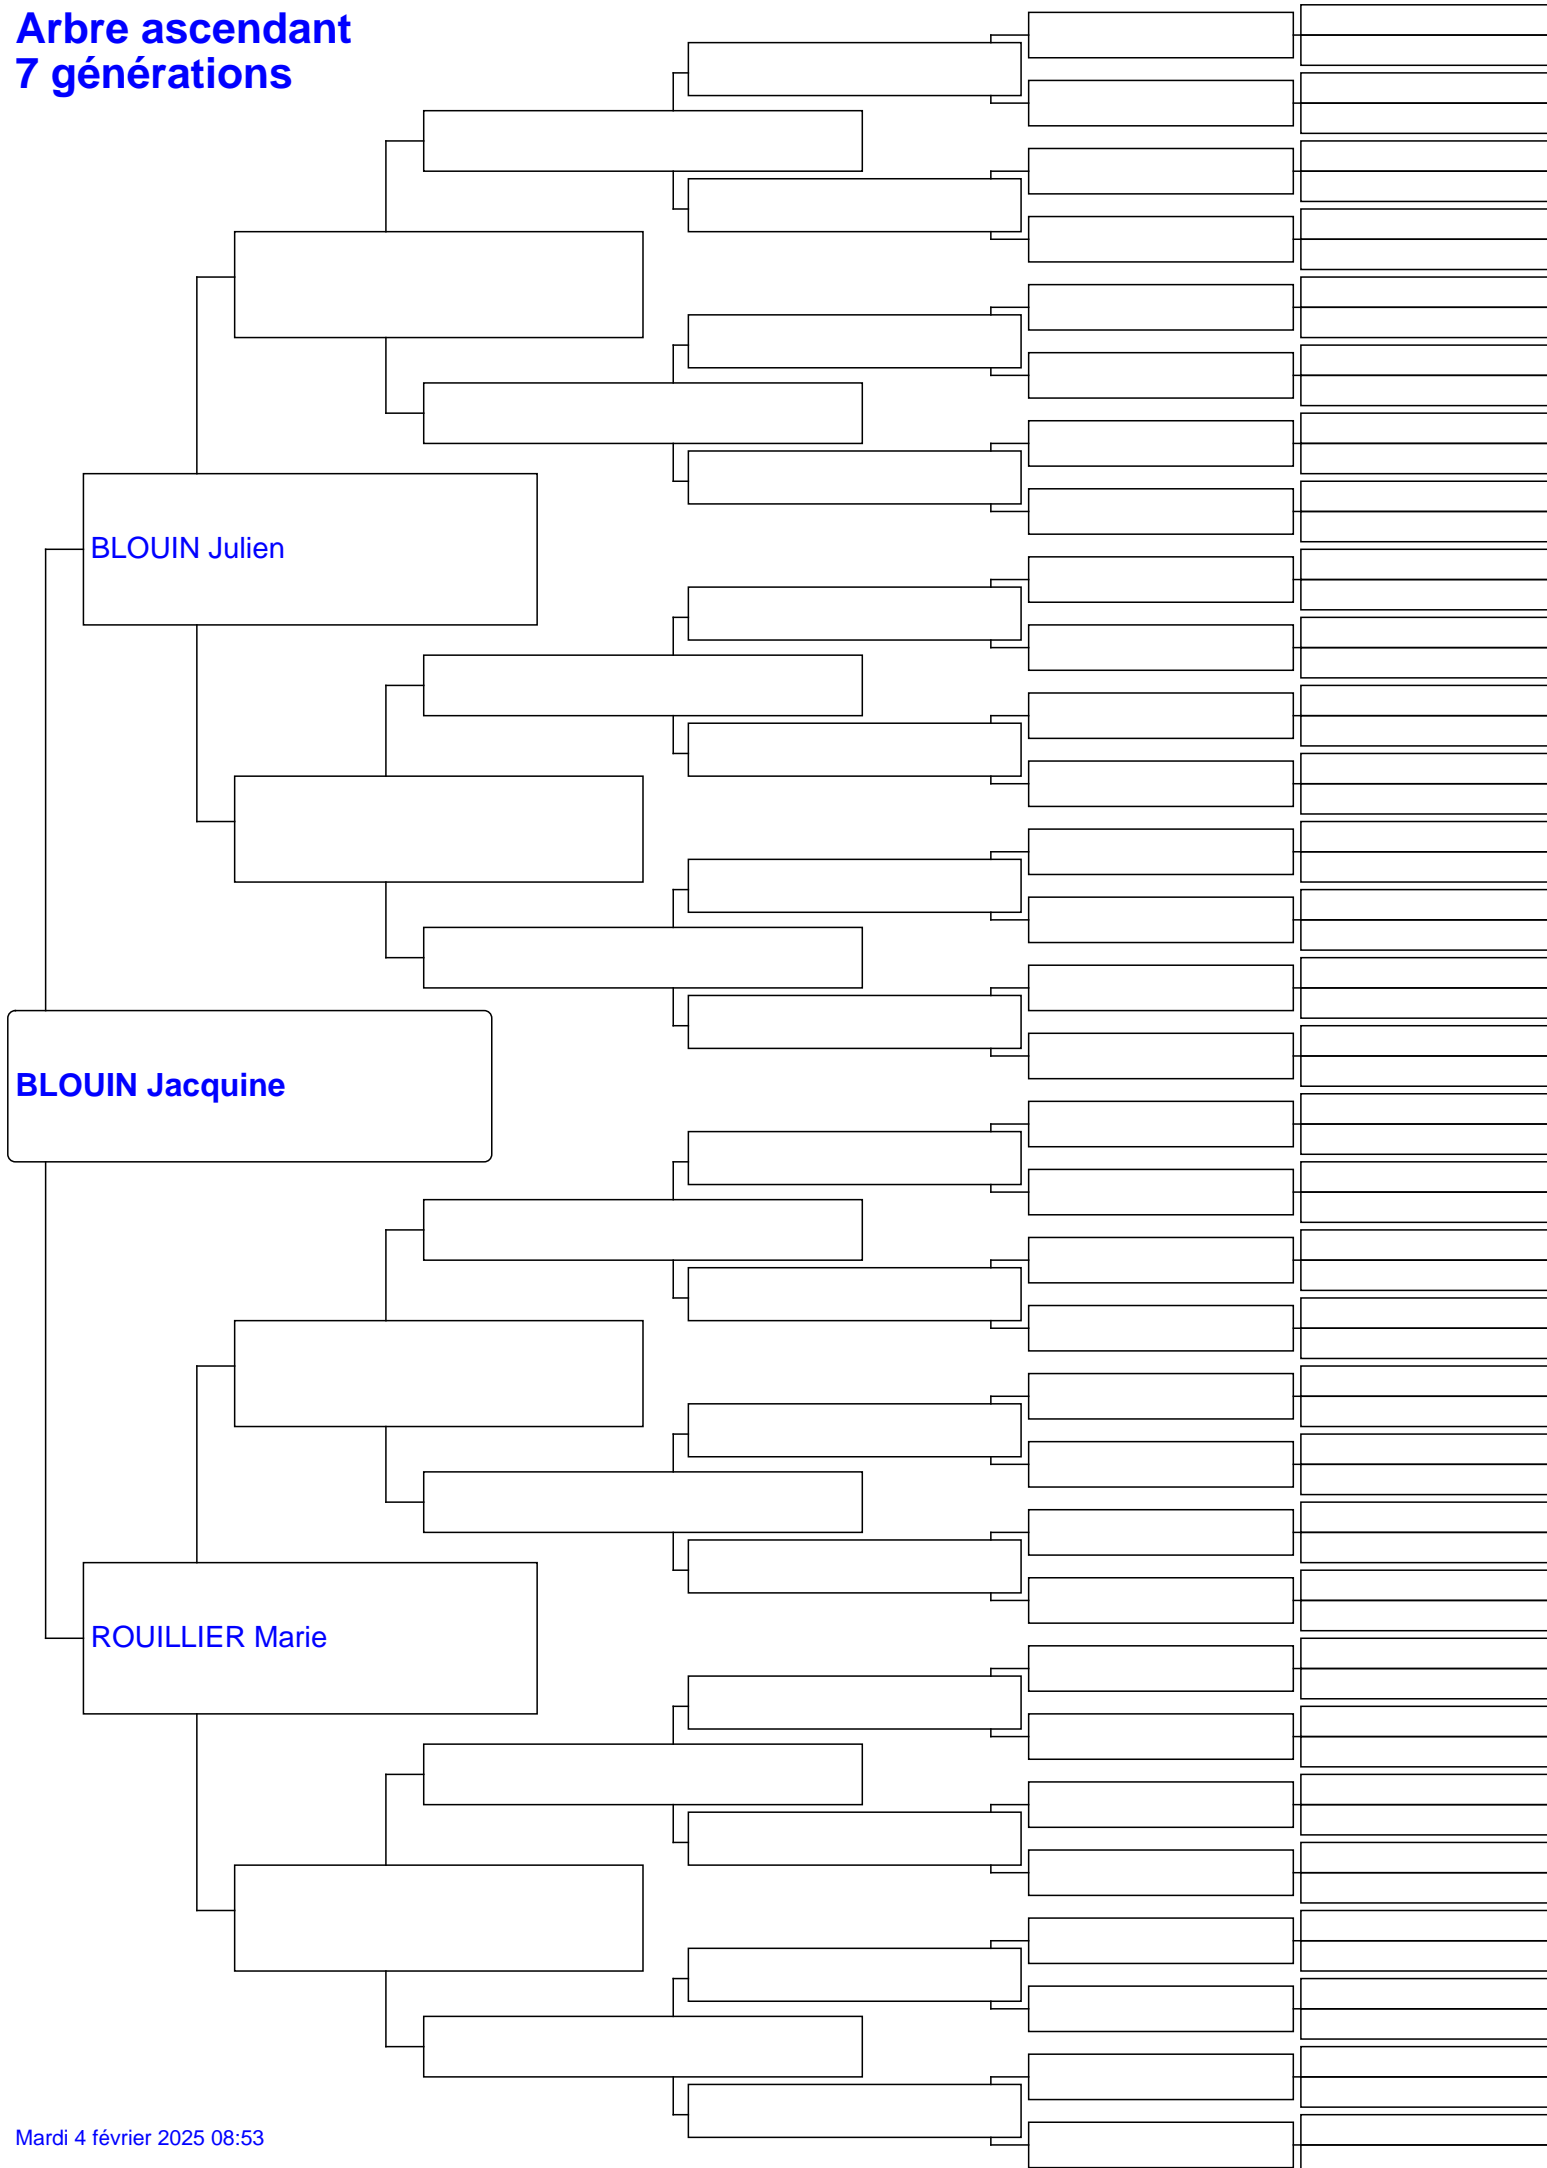 Arbre ascendant
7 générations
BLOUIN Julien
BLOUIN Jacquine
ROUILLIER Marie
Mardi 4 février 2025 08:53